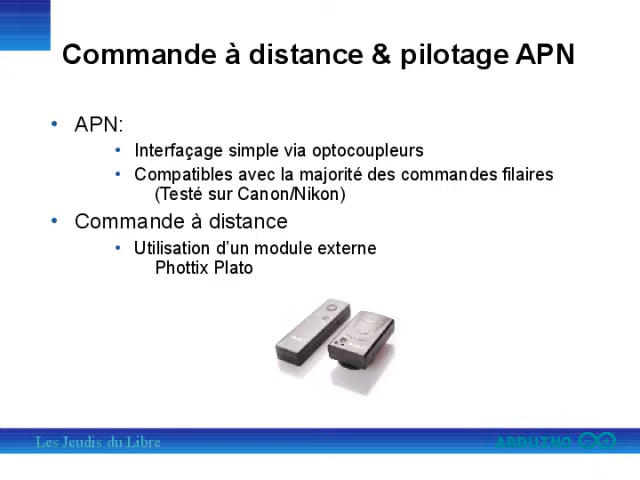 Commande à distance & pilotage APN
• APN:
• Interfaçage simple via optocoupleurs
• Compatibles avec la majorité des commandes filaires
(Testé sur Canon/Nikon)
• Commande à distance
• Utilisation d’un module externe
Phottix Plato
Les Jeudis du Libre
ARDUINO